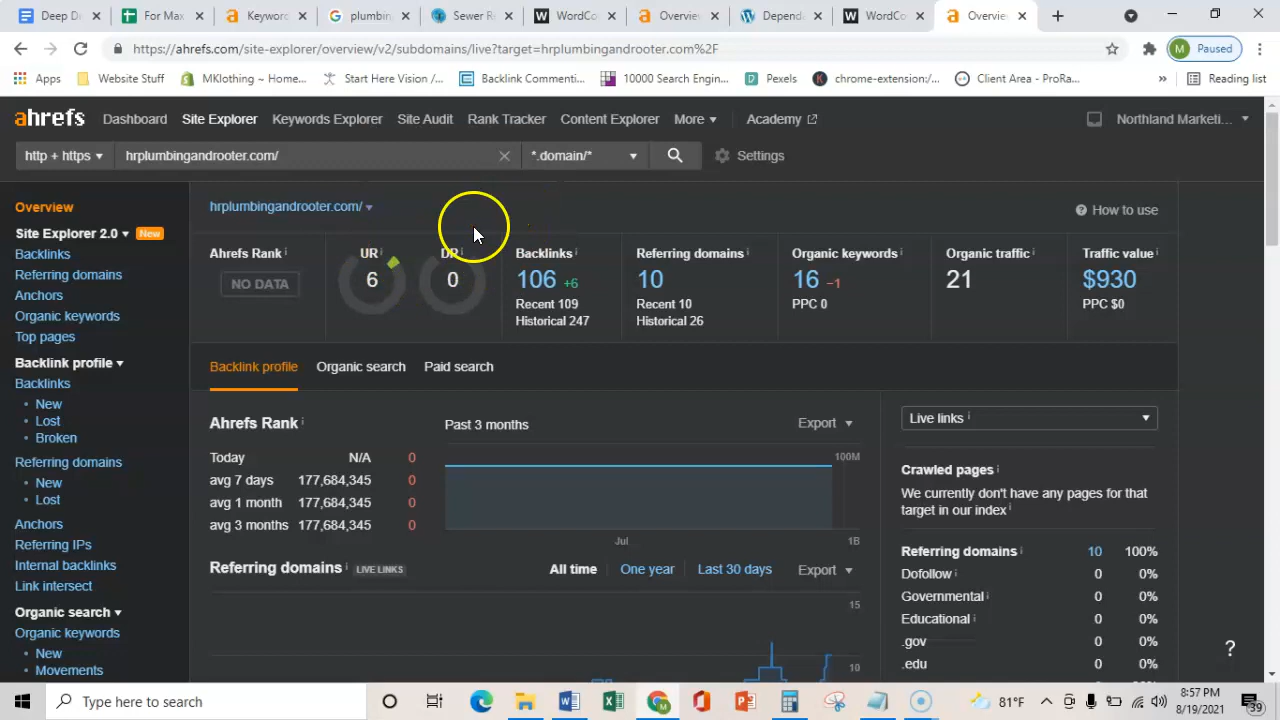 Deep D
For Max
Keyword
plumbin
Sewer R
WordCo
Overvie
Depend
WordCo
Overvie
https://ahrefs.com/site-explorer/overview/v2/subdomains/live?target=hrplumbingandrooter.com%2F
M Paused
Apps
Website Stuff
MKlothing ~ Home...
Start Here Vision /...
Backlink Commenti...
10000 Search Engin...
Pexels
chrome-extension:/...
Client Area - ProRa...
»
Reading list
ahrefs
Dashboard
Site Explorer
Keywords Explorer
Site Audit
Rank Tracker
Content Explorer
More
Academy
Northland Marketi...
http + https
hrplumbingandrooter.com/
*.domain/*
Settings
Overview
Site Explorer 2.0 New
Backlinks
Referring domains
Anchors
Organic keywords
Top pages
Backlink profile
Backlinks
• New
• Lost
• Broken
Referring domains
• New
• Lost
Anchors
Referring IPs
Internal backlinks
Link intersect
Organic search
Organic keywords
• New
• Movements
hrplumbingandrooter.com/
? How to use
Ahrefs Rank i
NO DATA
UR i
6
DR i
0
Backlinks i
106 +6
Recent 109
Historical 247
Referring domains i
10
Recent 10
Historical 26
Organic keywords i
16 −1
PPC 0
Organic traffic i
21
Traffic value i
$930
PPC $0
Backlink profile
Organic search
Paid search
Ahrefs Rank i
Past 3 months
Export
Today N/A 0
avg 7 days 177,684,345 0
avg 1 month 177,684,345 0
avg 3 months 177,684,345 0
100M
Jul
1B
Referring domains i LIVE LINKS
All time
One year
Last 30 days
Export
15
10
Live links i
Crawled pages i
We currently don't have any pages for that
target in our index i
Referring domains i 10 100%
Dofollow i 0 0%
Governmental i 0 0%
Educational i 0 0%
.gov 0 0%
.edu 0 0%
?
Type here to search
81°F
8:57 PM
8/19/2021
39